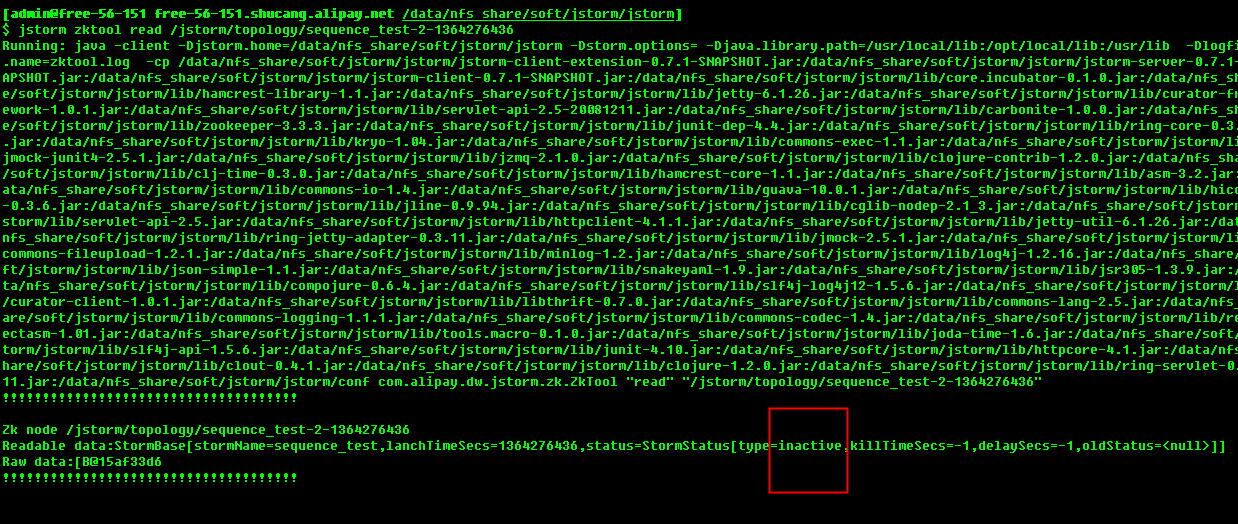 [admin@free-56-151 free-56-151.shucang.alipay.net /data/nfs_share/soft/jstorm/jstorm]
$ jstorm zktool read /jstorm/topology/sequence_test-2-1364276436
Running: java -client -Djstorm.home=/data/nfs_share/soft/jstorm/jstorm -Dstorm.options= -Djava.library.path=/usr/local/lib:/opt/local/lib:/usr/lib  -Dlogfi
.name=zktool.log  -cp /data/nfs_share/soft/jstorm/jstorm/jstorm-client-extension-0.7.1-SNAPSHOT.jar:/data/nfs_share/soft/jstorm/jstorm/jstorm-server-0.7.1-
APSHOT.jar:/data/nfs_share/soft/jstorm/jstorm/jstorm-client-0.7.1-SNAPSHOT.jar:/data/nfs_share/soft/jstorm/jstorm/lib/core.incubator-0.1.0.jar:/data/nfs_sh
e/soft/jstorm/jstorm/lib/hamcrest-library-1.1.jar:/data/nfs_share/soft/jstorm/jstorm/lib/jetty-6.1.26.jar:/data/nfs_share/soft/jstorm/jstorm/lib/curator-fr
ework-1.0.1.jar:/data/nfs_share/soft/jstorm/jstorm/lib/servlet-api-2.5-20081211.jar:/data/nfs_share/soft/jstorm/jstorm/lib/carbonite-1.0.0.jar:/data/nfs_sh
e/soft/jstorm/jstorm/lib/zookeeper-3.3.3.jar:/data/nfs_share/soft/jstorm/jstorm/lib/junit-dep-4.4.jar:/data/nfs_share/soft/jstorm/jstorm/lib/ring-core-0.3.
.jar:/data/nfs_share/soft/jstorm/jstorm/lib/kryo-1.04.jar:/data/nfs_share/soft/jstorm/jstorm/lib/commons-exec-1.1.jar:/data/nfs_share/soft/jstorm/jstorm/li
jmock-junit4-2.5.1.jar:/data/nfs_share/soft/jstorm/jstorm/lib/jzmq-2.1.0.jar:/data/nfs_share/soft/jstorm/jstorm/lib/clojure-contrib-1.2.0.jar:/data/nfs_sha
/soft/jstorm/jstorm/lib/clj-time-0.3.0.jar:/data/nfs_share/soft/jstorm/jstorm/lib/hamcrest-core-1.1.jar:/data/nfs_share/soft/jstorm/jstorm/lib/asm-3.2.jar:
ata/nfs_share/soft/jstorm/jstorm/lib/commons-io-1.4.jar:/data/nfs_share/soft/jstorm/jstorm/lib/guava-10.0.1.jar:/data/nfs_share/soft/jstorm/jstorm/lib/hicc
-0.3.6.jar:/data/nfs_share/soft/jstorm/jstorm/lib/jline-0.9.94.jar:/data/nfs_share/soft/jstorm/jstorm/lib/cglib-nodep-2.1_3.jar:/data/nfs_share/soft/jstorm
storm/lib/servlet-api-2.5.jar:/data/nfs_share/soft/jstorm/jstorm/lib/httpclient-4.1.1.jar:/data/nfs_share/soft/jstorm/jstorm/lib/jetty-util-6.1.26.jar:/dat
nfs_share/soft/jstorm/jstorm/lib/ring-jetty-adapter-0.3.11.jar:/data/nfs_share/soft/jstorm/jstorm/lib/jmock-2.5.1.jar:/data/nfs_share/soft/jstorm/jstorm/li
commons-fileupload-1.2.1.jar:/data/nfs_share/soft/jstorm/jstorm/lib/minlog-1.2.jar:/data/nfs_share/soft/jstorm/jstorm/lib/log4j-1.2.16.jar:/data/nfs_share/
ft/jstorm/jstorm/lib/json-simple-1.1.jar:/data/nfs_share/soft/jstorm/jstorm/lib/snakeyaml-1.9.jar:/data/nfs_share/soft/jstorm/jstorm/lib/jsr305-1.3.9.jar:/
ta/nfs_share/soft/jstorm/jstorm/lib/compojure-0.6.4.jar:/data/nfs_share/soft/jstorm/jstorm/lib/slf4j-log4j12-1.5.6.jar:/data/nfs_share/soft/jstorm/jstorm/l
/curator-client-1.0.1.jar:/data/nfs_share/soft/jstorm/jstorm/lib/libthrift-0.7.0.jar:/data/nfs_share/soft/jstorm/jstorm/lib/commons-lang-2.5.jar:/data/nfs_
are/soft/jstorm/jstorm/lib/commons-logging-1.1.1.jar:/data/nfs_share/soft/jstorm/jstorm/lib/commons-codec-1.4.jar:/data/nfs_share/soft/jstorm/jstorm/lib/re
ectasm-1.01.jar:/data/nfs_share/soft/jstorm/jstorm/lib/tools.macro-0.1.0.jar:/data/nfs_share/soft/jstorm/jstorm/lib/joda-time-1.6.jar:/data/nfs_share/soft/
torm/jstorm/lib/slf4j-api-1.5.6.jar:/data/nfs_share/soft/jstorm/jstorm/lib/junit-4.10.jar:/data/nfs_share/soft/jstorm/jstorm/lib/httpcore-4.1.jar:/data/nfs
hare/soft/jstorm/jstorm/lib/clout-0.4.1.jar:/data/nfs_share/soft/jstorm/jstorm/lib/clojure-1.2.0.jar:/data/nfs_share/soft/jstorm/jstorm/lib/ring-servlet-0.
11.jar:/data/nfs_share/soft/jstorm/jstorm/conf com.alipay.dw.jstorm.zk.ZkTool "read" "/jstorm/topology/sequence_test-2-1364276436"
!!!!!!!!!!!!!!!!!!!!!!!!!!!!!!!!!!!!!
Zk node /jstorm/topology/sequence_test-2-1364276436
Readable data:StormBase[stormName=sequence_test,lanchTimeSecs=1364276436,status=StormStatus[type=inactive,killTimeSecs=-1,delaySecs=-1,oldStatus=<null>]]
Raw data:[B@15af33d6
!!!!!!!!!!!!!!!!!!!!!!!!!!!!!!!!!!!!!